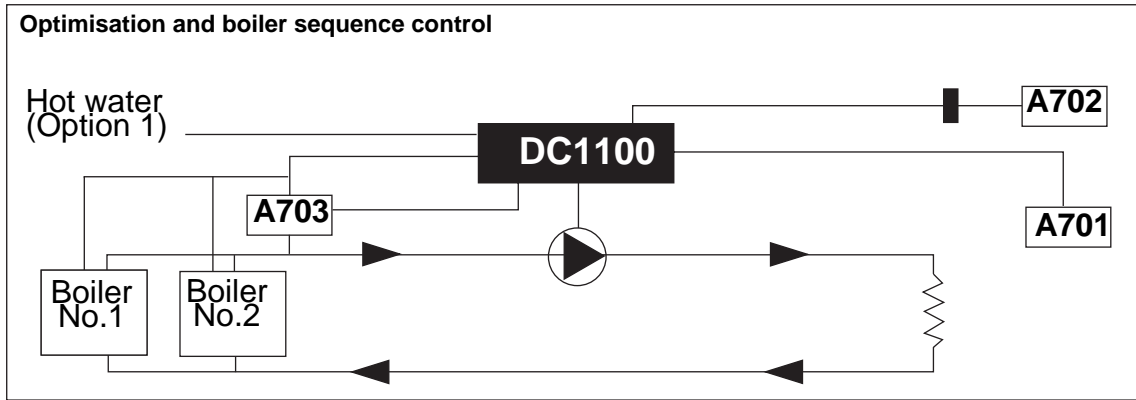 Optimisation and boiler sequence control
Hot water
(Option 1)
A702
DC1100
A703
A701
Boiler
No.1
Boiler
No.2